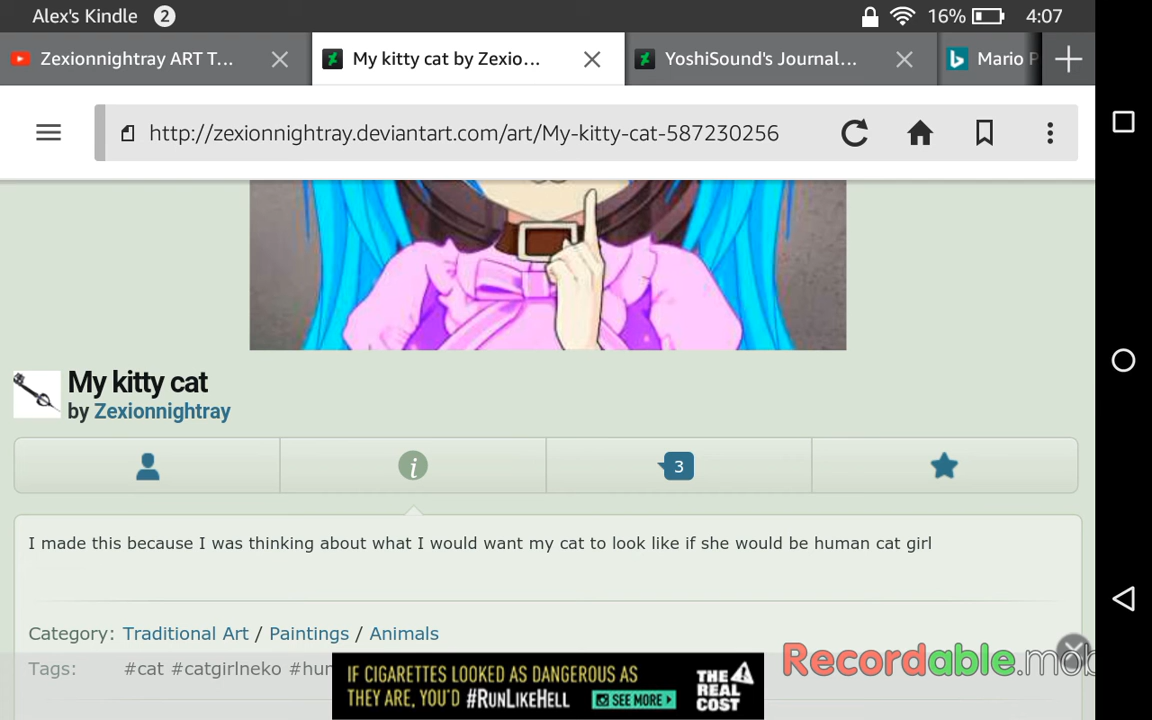 Alex's Kindle 2 16% 4:07
Zexionnightray ART T... My kitty cat by Zexio... YoshiSound's Journal... Mario P
http://zexionnightray.deviantart.com/art/My-kitty-cat-587230256
My kitty cat
by Zexionnightray
i 3
I made this because I was thinking about what I would want my cat to look like if she would be human cat girl
Category: Traditional Art / Paintings / Animals
Tags: #cat #catgirlneko #hum
IF CIGARETTES LOOKED AS DANGEROUS AS
THEY ARE, YOU'D #RUNLIKEHELL SEE MORE
THE REAL COST
Recordable.mob